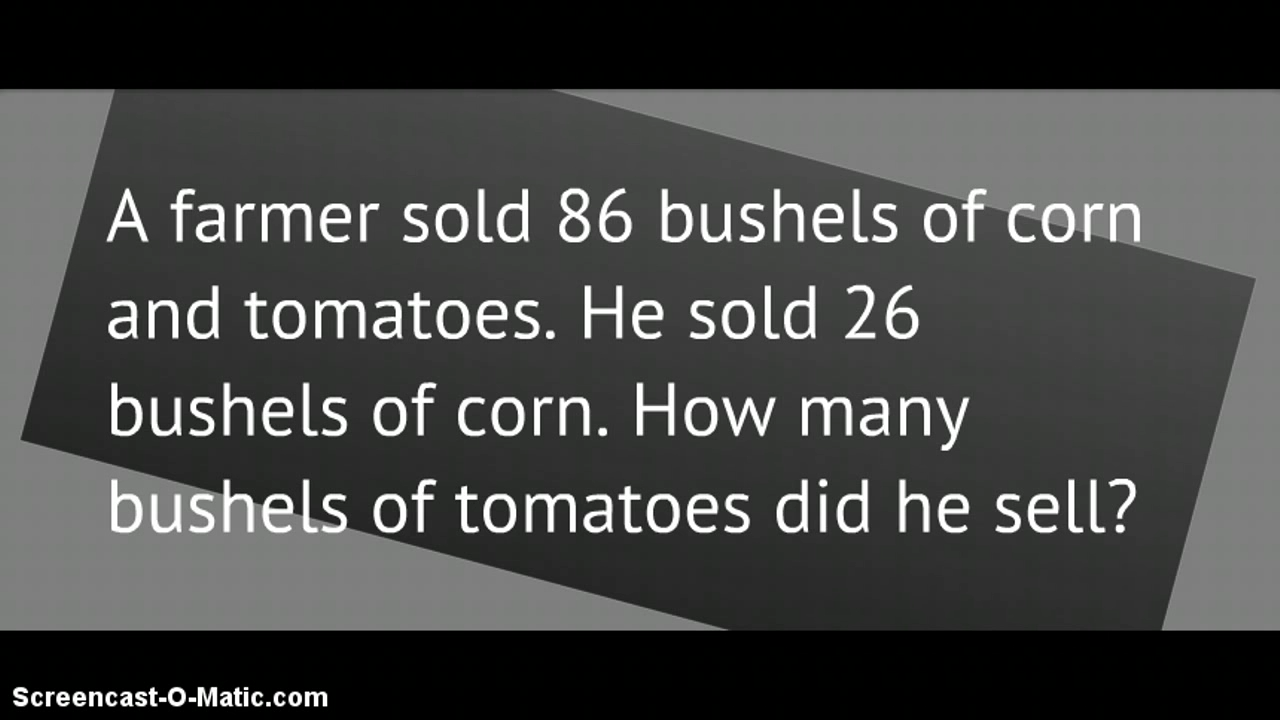 A farmer sold 86 bushels of corn
and tomatoes. He sold 26
bushels of corn. How many
bushels of tomatoes did he sell?
Screencast-O-Matic.com